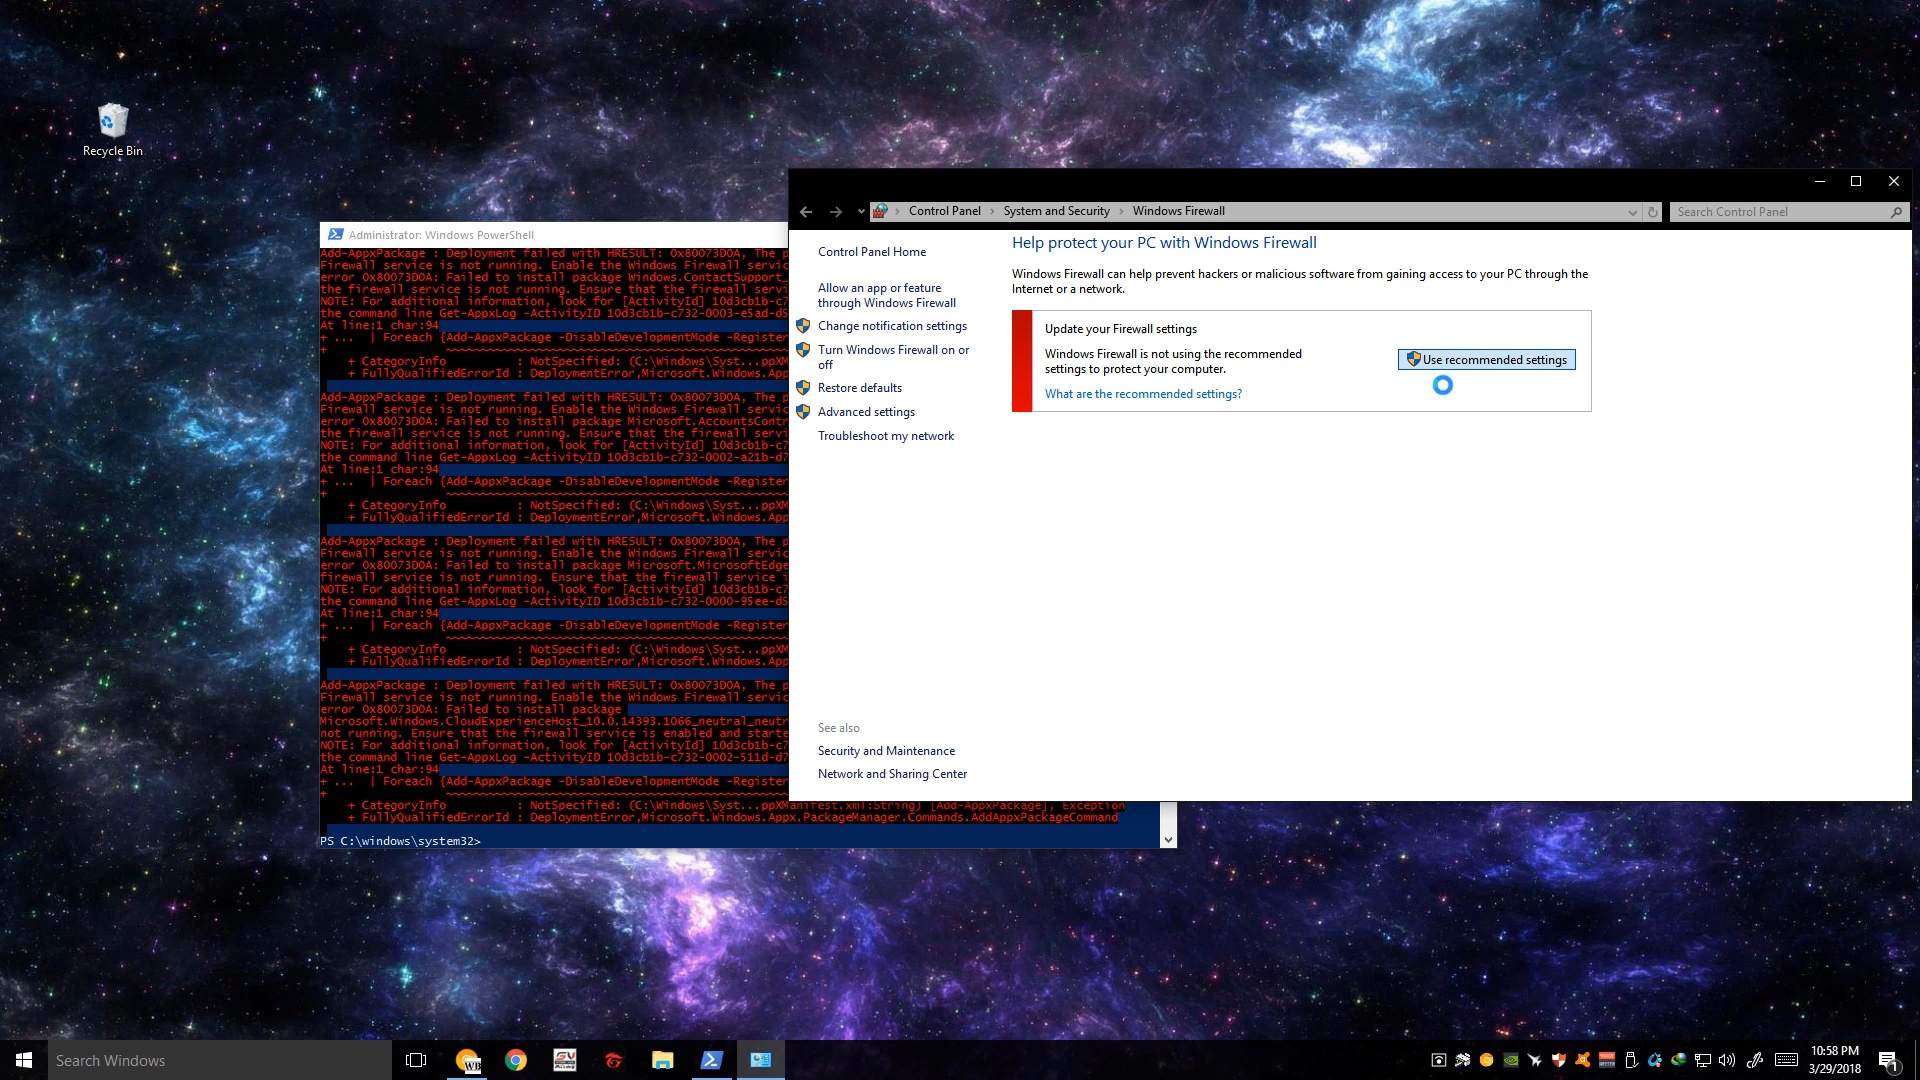 Recycle Bin
Administrator: Windows PowerShell
Add-AppxPackage : Deployment failed with HRESULT: 0x80073D0A, The p
Firewall service is not running. Enable the Windows Firewall servic
error 0x80073D0A: Failed to install package Windows.ContactSupport_
the firewall service is not running. Ensure that the firewall servi
NOTE: For additional information, look for [ActivityId] 10d3cb1b-c7
the command line Get-AppxLog -ActivityID 10d3cb1b-c732-0003-e5ad-d5
At line:1 char:94
+ ...  | Foreach {Add-AppxPackage -DisableDevelopmentMode -Register
+                 ~~~~~~~~~~~~~~~~~~~~~~~~~~~~~~~~~~~~~~~~~~~~~~~~~
+ CategoryInfo          : NotSpecified: (C:\Windows\Syst...ppXM
+ FullyQualifiedErrorId : DeploymentError,Microsoft.Windows.App
Add-AppxPackage : Deployment failed with HRESULT: 0x80073D0A, The p
Firewall service is not running. Enable the Windows Firewall servic
error 0x80073D0A: Failed to install package Microsoft.AccountsContr
the firewall service is not running. Ensure that the firewall servi
NOTE: For additional information, look for [ActivityId] 10d3cb1b-c7
the command line Get-AppxLog -ActivityID 10d3cb1b-c732-0002-a21b-d7
At line:1 char:94
+ ...  | Foreach {Add-AppxPackage -DisableDevelopmentMode -Register
+                 ~~~~~~~~~~~~~~~~~~~~~~~~~~~~~~~~~~~~~~~~~~~~~~~~~
+ CategoryInfo          : NotSpecified: (C:\Windows\Syst...ppXM
+ FullyQualifiedErrorId : DeploymentError,Microsoft.Windows.App
Add-AppxPackage : Deployment failed with HRESULT: 0x80073D0A, The p
Firewall service is not running. Enable the Windows Firewall servic
error 0x80073D0A: Failed to install package Microsoft.MicrosoftEdge
firewall service is not running. Ensure that the firewall service i
NOTE: For additional information, look for [ActivityId] 10d3cb1b-c7
the command line Get-AppxLog -ActivityID 10d3cb1b-c732-0000-95ee-d5
At line:1 char:94
+ ...  | Foreach {Add-AppxPackage -DisableDevelopmentMode -Register
+                 ~~~~~~~~~~~~~~~~~~~~~~~~~~~~~~~~~~~~~~~~~~~~~~~~~
+ CategoryInfo          : NotSpecified: (C:\Windows\Syst...ppXM
+ FullyQualifiedErrorId : DeploymentError,Microsoft.Windows.App
Add-AppxPackage : Deployment failed with HRESULT: 0x80073D0A, The p
Firewall service is not running. Enable the Windows Firewall servic
error 0x80073D0A: Failed to install package
Microsoft.Windows.CloudExperienceHost_10.0.14393.1066_neutral_neutr
not running. Ensure that the firewall service is enabled and starte
NOTE: For additional information, look for [ActivityId] 10d3cb1b-c7
the command line Get-AppxLog -ActivityID 10d3cb1b-c732-0002-511d-d7
At line:1 char:94
+ ...  | Foreach {Add-AppxPackage -DisableDevelopmentMode -Register
+                 ~~~~~~~~~~~~~~~~~~~~~~~~~~~~~~~~~~~~~~~~~~~~~~~~~
+ CategoryInfo          : NotSpecified: (C:\Windows\Syst...ppXManifest.xml:String) [Add-AppxPackage], Exception
+ FullyQualifiedErrorId : DeploymentError,Microsoft.Windows.Appx.PackageManager.Commands.AddAppxPackageCommand
PS C:\windows\system32>
Control Panel › System and Security › Windows Firewall
Search Control Panel
Control Panel Home
Allow an app or feature
through Windows Firewall
Change notification settings
Turn Windows Firewall on or
off
Restore defaults
Advanced settings
Troubleshoot my network
See also
Security and Maintenance
Network and Sharing Center
Help protect your PC with Windows Firewall
Windows Firewall can help prevent hackers or malicious software from gaining access to your PC through the
Internet or a network.
Update your Firewall settings
Windows Firewall is not using the recommended
settings to protect your computer.
Use recommended settings
What are the recommended settings?
Search Windows
WB
SV
10:58 PM
3/29/2018
1